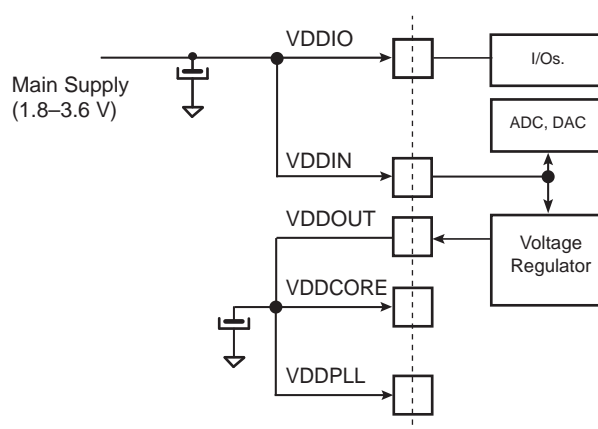 VDDIO
Main Supply
(1.8–3.6 V)
I/Os.
ADC, DAC
VDDIN
VDDOUT
Voltage
Regulator
VDDCORE
VDDPLL